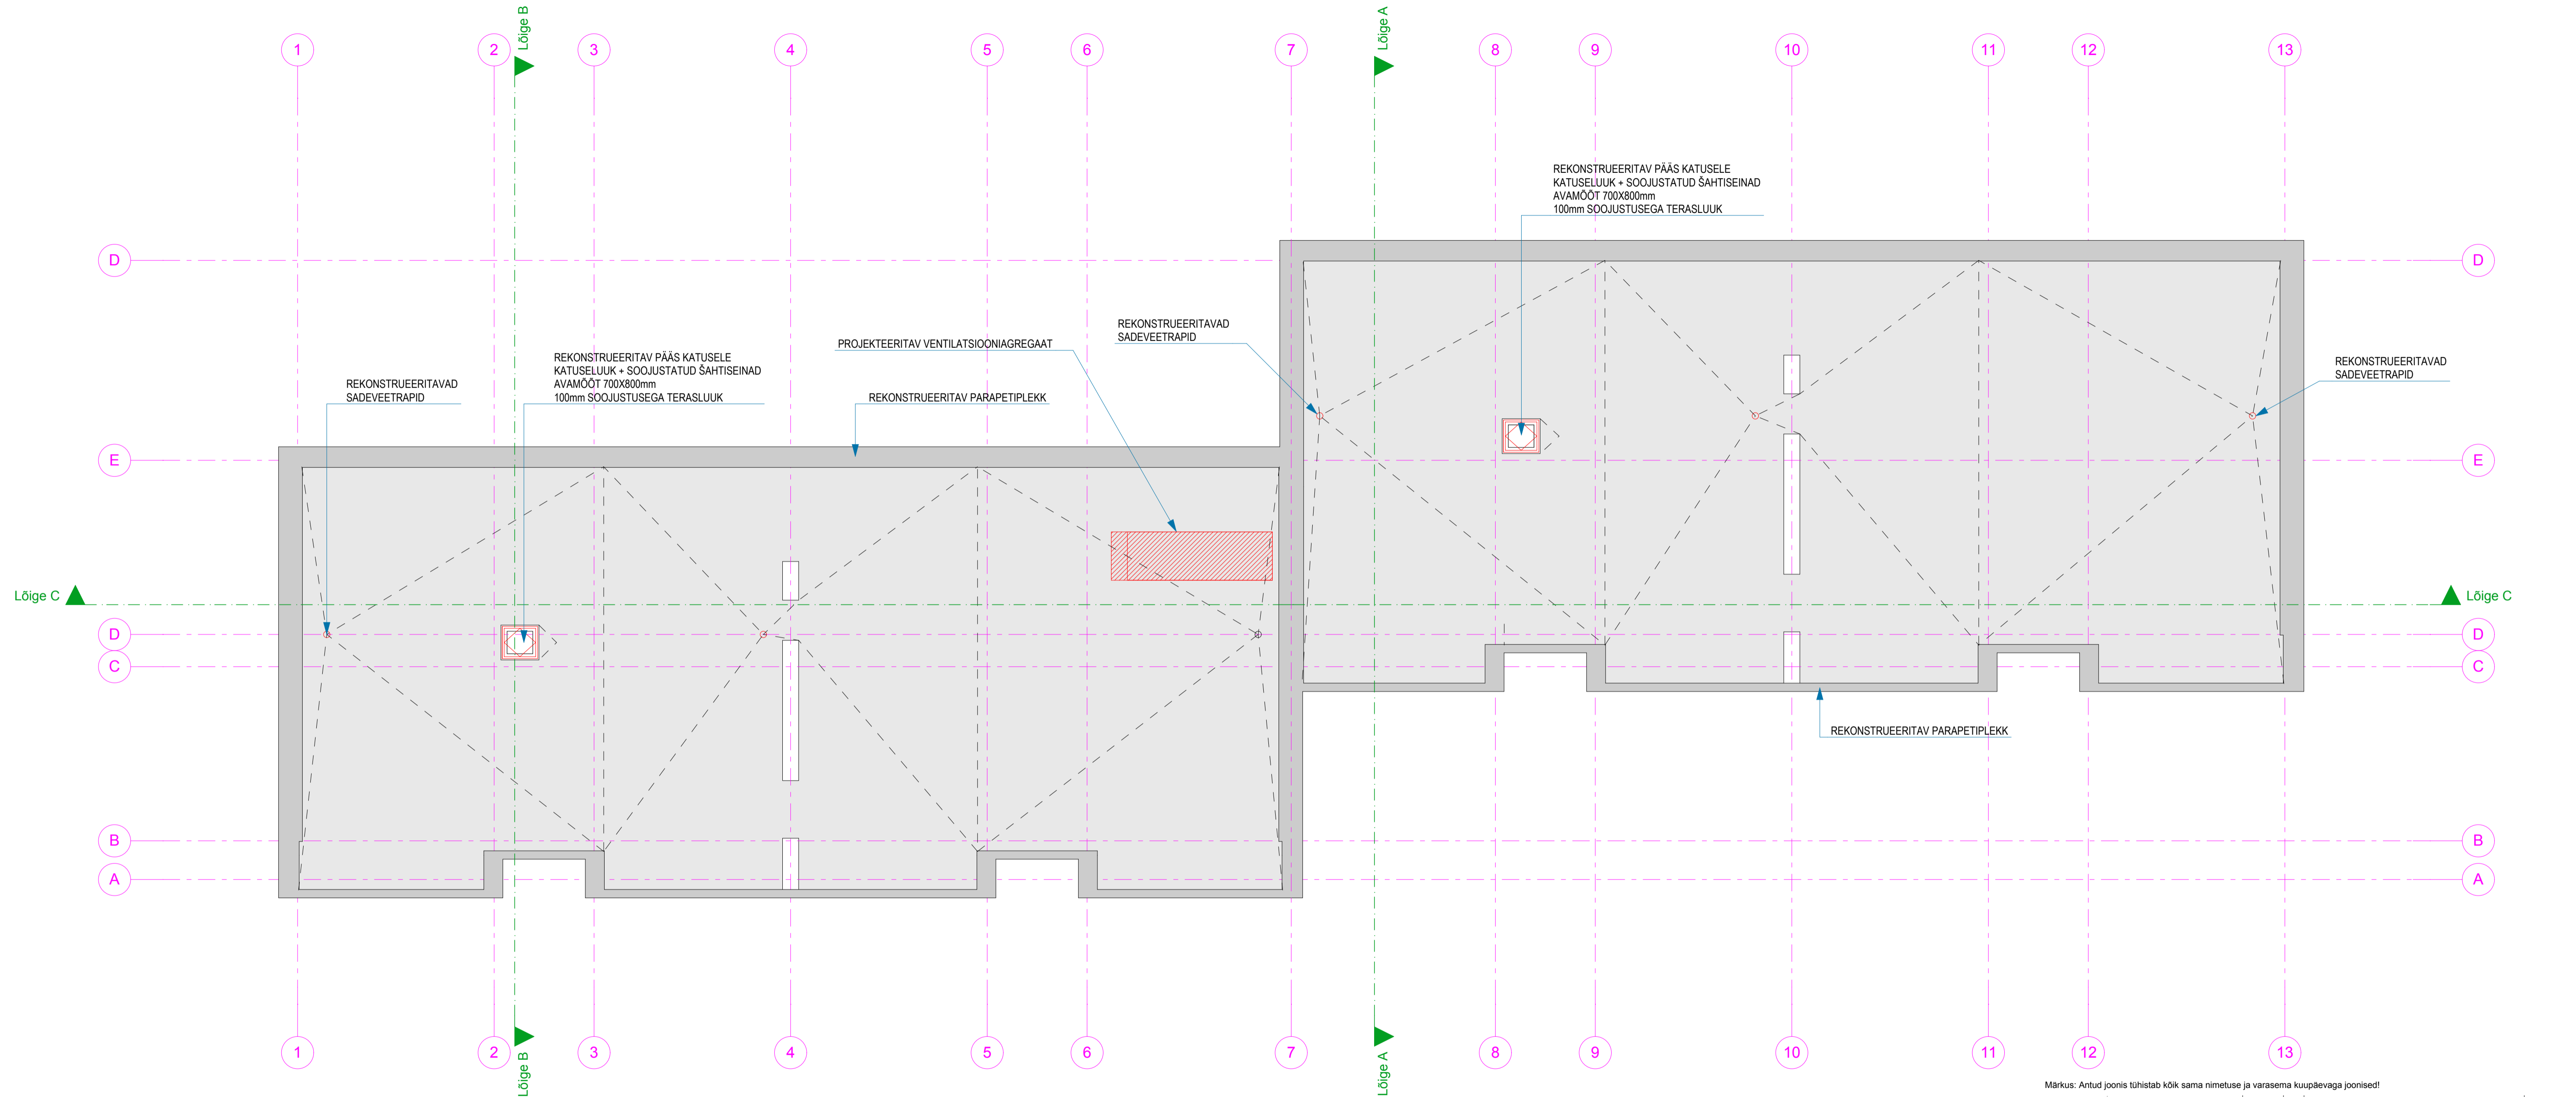 Lõige B
Lõige A
1
2
3
4
5
6
7
8
9
10
11
12
13
REKONSTRUEERITAV PÄÄS KATUSELE
KATUSELUUK + SOOJUSTATUD ŠAHTISEINAD
AVAMÕÕT 700X800mm
100mm SOOJUSTUSEGA TERASLUUK
D
D
REKONSTRUEERITAVAD
SADEVEETRAPID
PROJEKTEERITAV VENTILATSIOONIAGREGAAT
REKONSTRUEERITAV PÄÄS KATUSELE
KATUSELUUK + SOOJUSTATUD ŠAHTISEINAD
AVAMÕÕT 700X800mm
100mm SOOJUSTUSEGA TERASLUUK
REKONSTRUEERITAVAD
SADEVEETRAPID
REKONSTRUEERITAVAD
SADEVEETRAPID
REKONSTRUEERITAV PARAPETIPLEKK
E
E
Lõige C
Lõige C
D
D
C
C
REKONSTRUEERITAV PARAPETIPLEKK
B
B
A
A
1
2
3
4
5
6
7
8
9
10
11
12
13
Lõige B
Lõige A
Märkus: Antud joonis tühistab kõik sama nimetuse ja varasema kuupäevaga joonised!